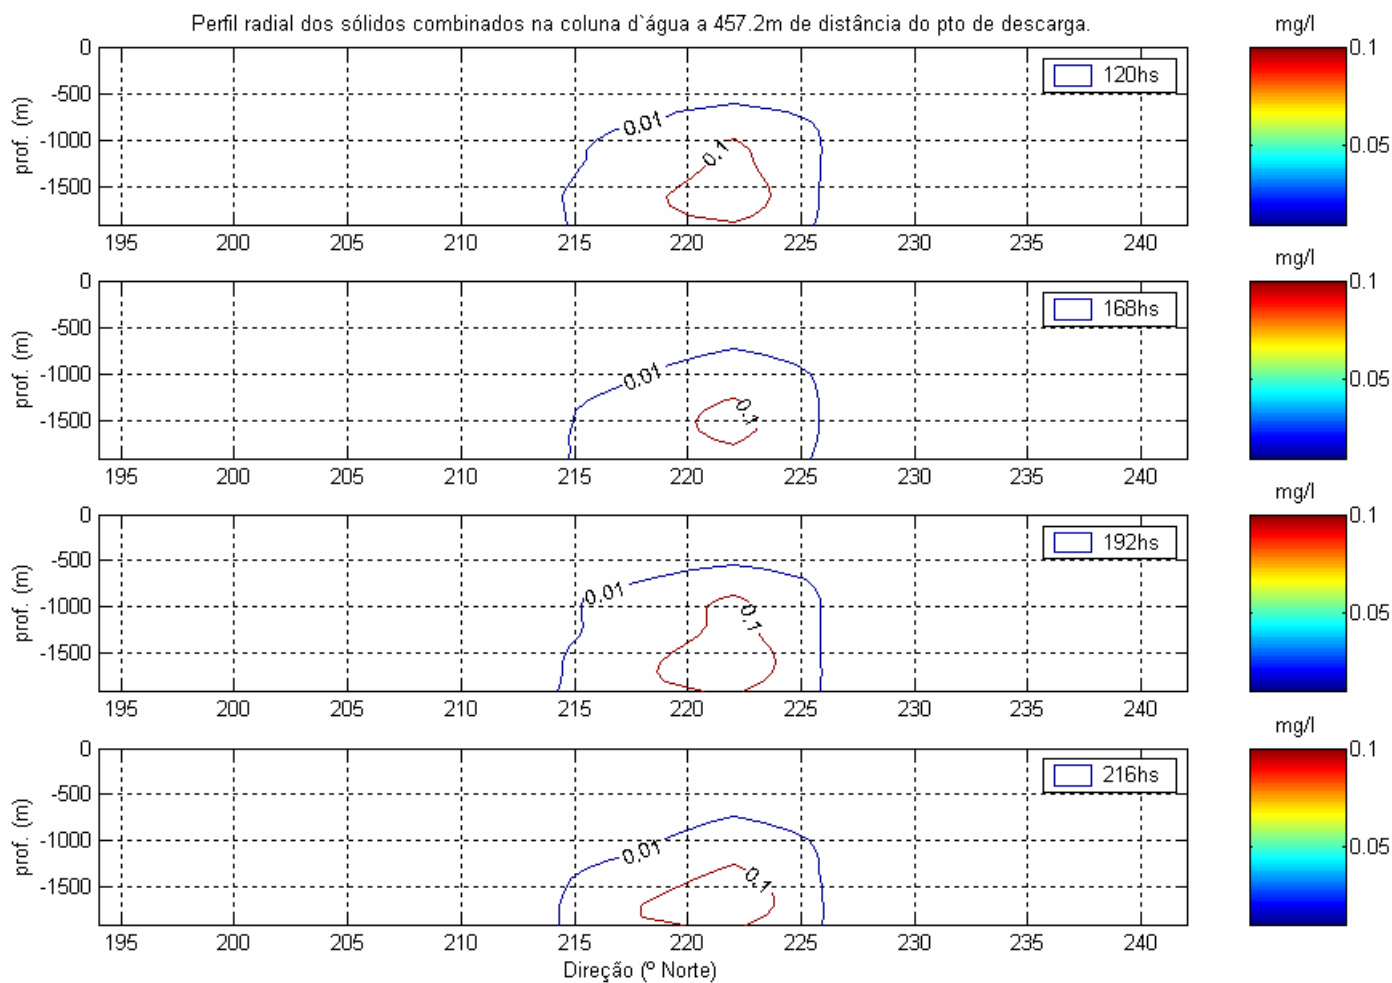 Perfil radial dos sólidos combinados na coluna d`água a 457.2m de distância do pto de descarga.
mg/l
0
-500
-1000
-1500
prof. (m)
0.01
0.1
120hs
0.1
0.05
195 200 205 210 215 220 225 230 235 240
mg/l
0
-500
-1000
-1500
prof. (m)
0.01
0.1
168hs
0.1
0.05
195 200 205 210 215 220 225 230 235 240
mg/l
0
-500
-1000
-1500
prof. (m)
0.01
0.1
192hs
0.1
0.05
195 200 205 210 215 220 225 230 235 240
mg/l
0
-500
-1000
-1500
prof. (m)
0.01
0.1
216hs
0.1
0.05
195 200 205 210 215 220 225 230 235 240
Direção (º Norte)